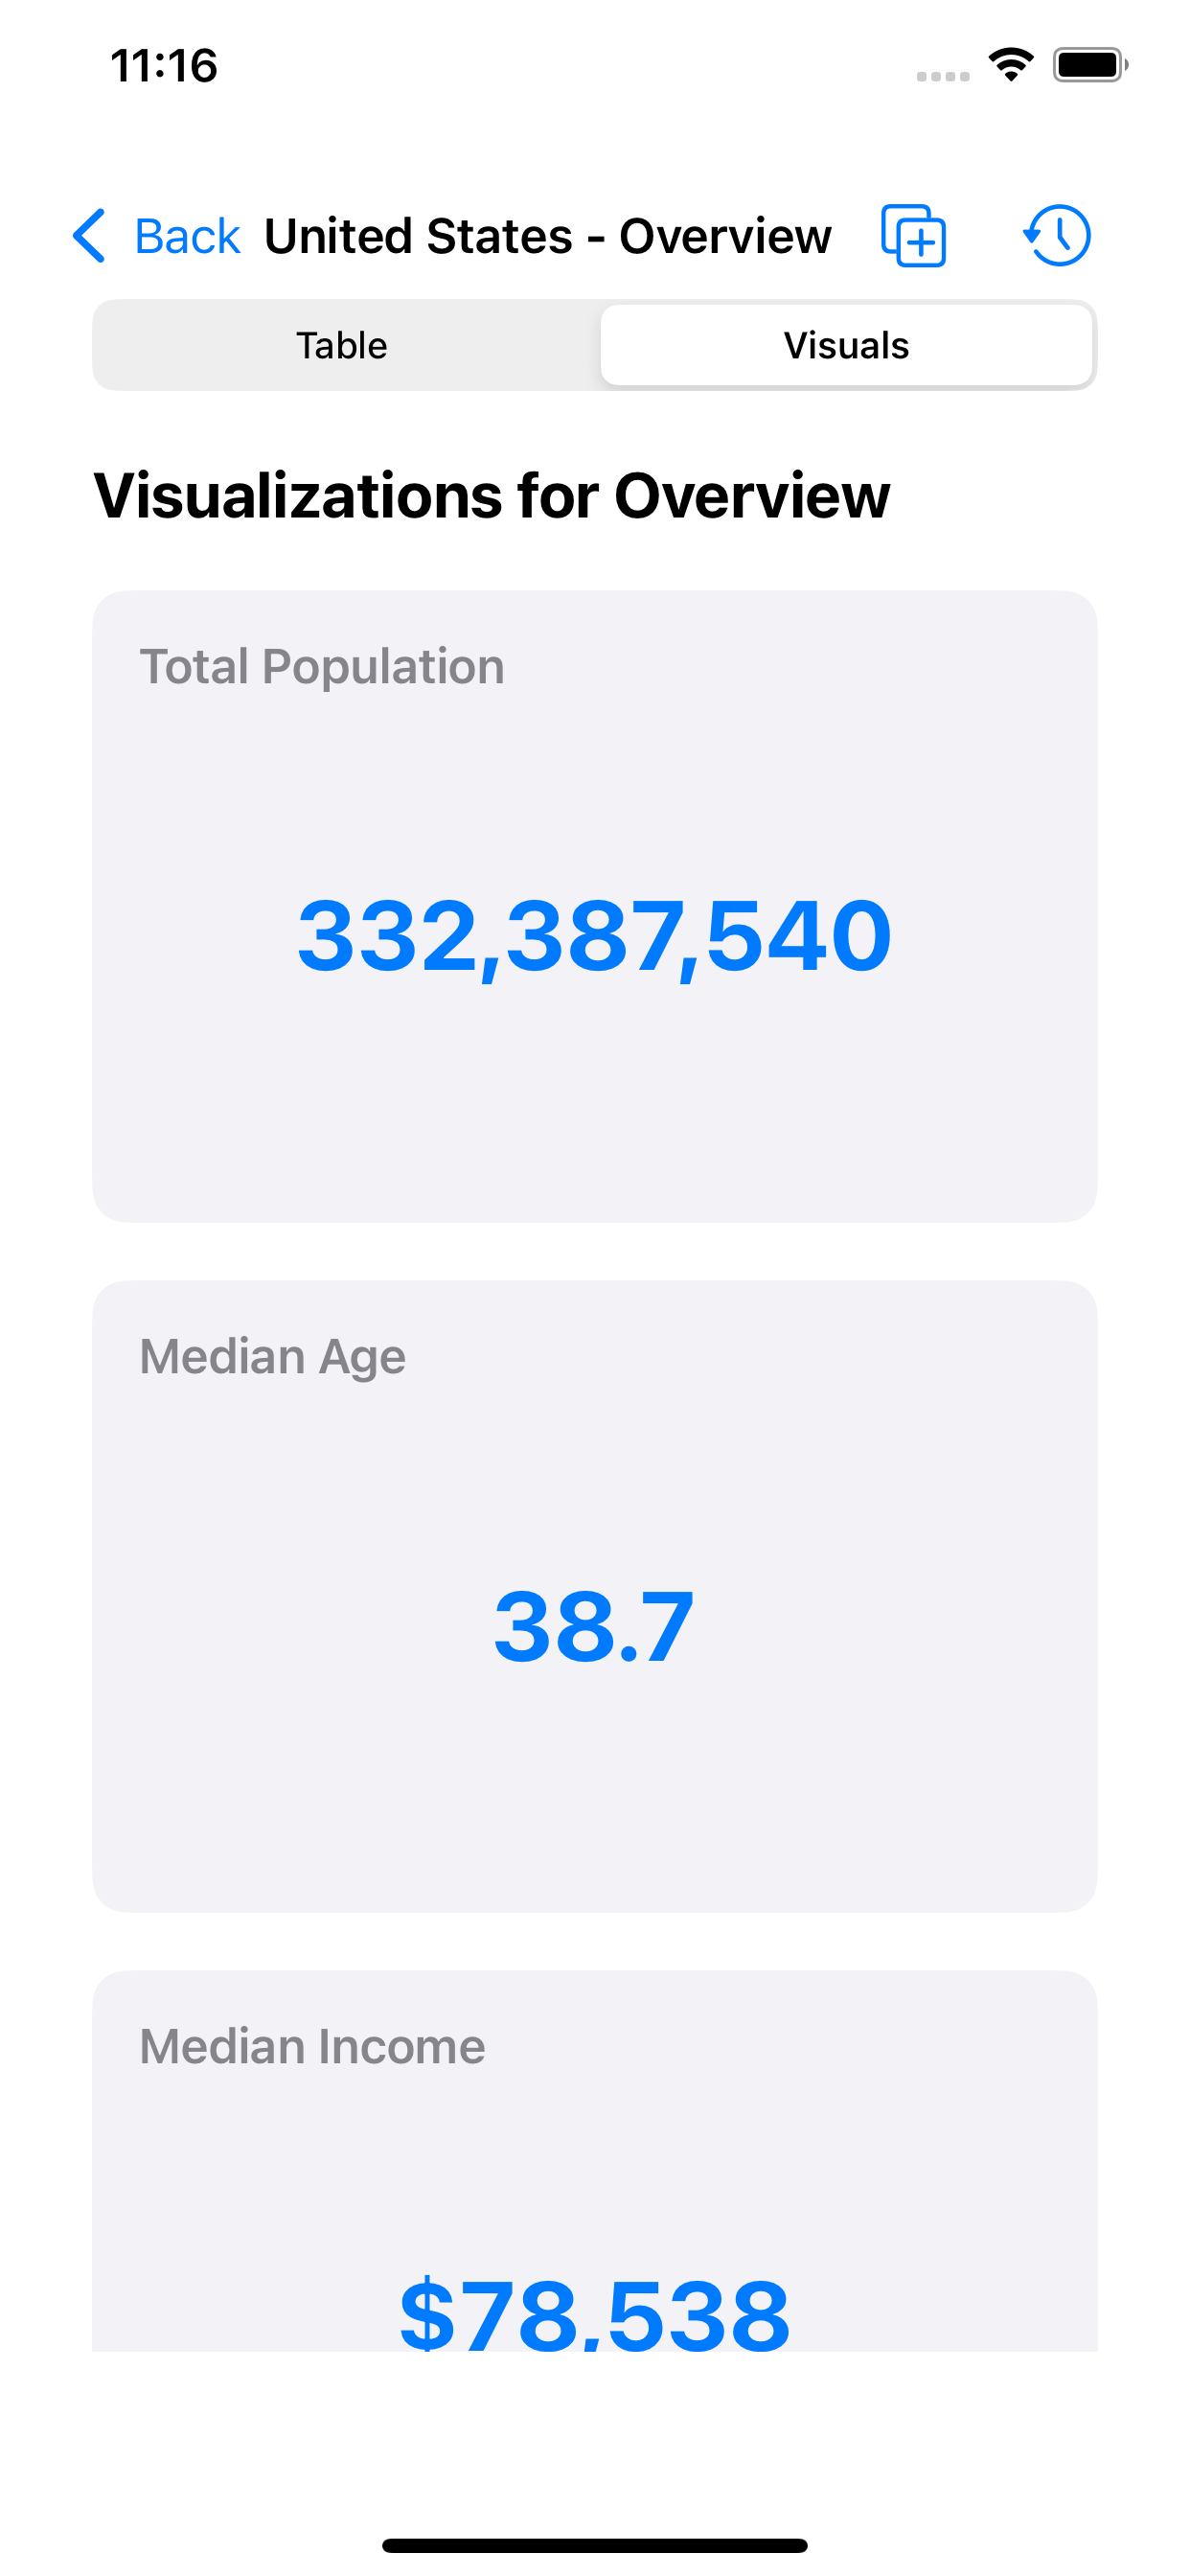 11:16
Back United States - Overview
Table Visuals
Visualizations for Overview
Total Population
332,387,540
Median Age
38.7
Median Income
$78,538